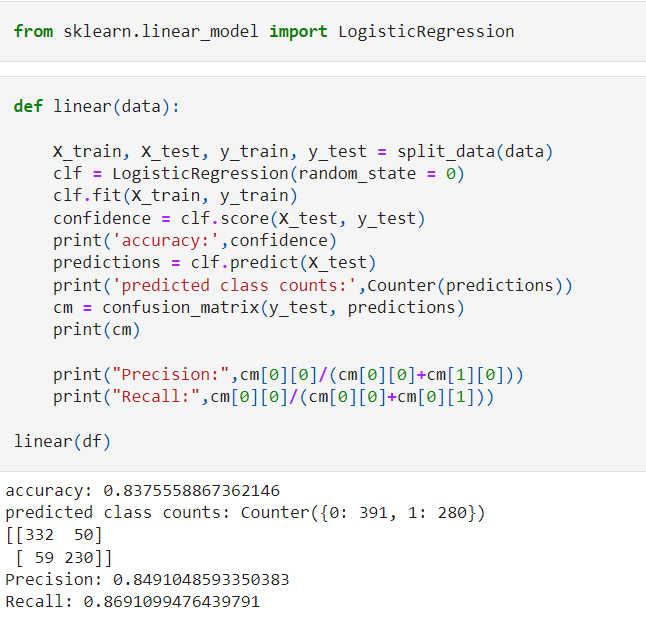 from sklearn.linear_model import LogisticRegression
def linear(data):
X_train, X_test, y_train, y_test = split_data(data)
clf = LogisticRegression(random_state = 0)
clf.fit(X_train, y_train)
confidence = clf.score(X_test, y_test)
print('accuracy:',confidence)
predictions = clf.predict(X_test)
print('predicted class counts:',Counter(predictions))
cm = confusion_matrix(y_test, predictions)
print(cm)
print("Precision:",cm[0][0]/(cm[0][0]+cm[1][0]))
print("Recall:",cm[0][0]/(cm[0][0]+cm[0][1]))
linear(df)
accuracy: 0.8375558867362146
predicted class counts: Counter({0: 391, 1: 280})
[[332  50]
[ 59 230]]
Precision: 0.8491048593350383
Recall: 0.8691099476439791